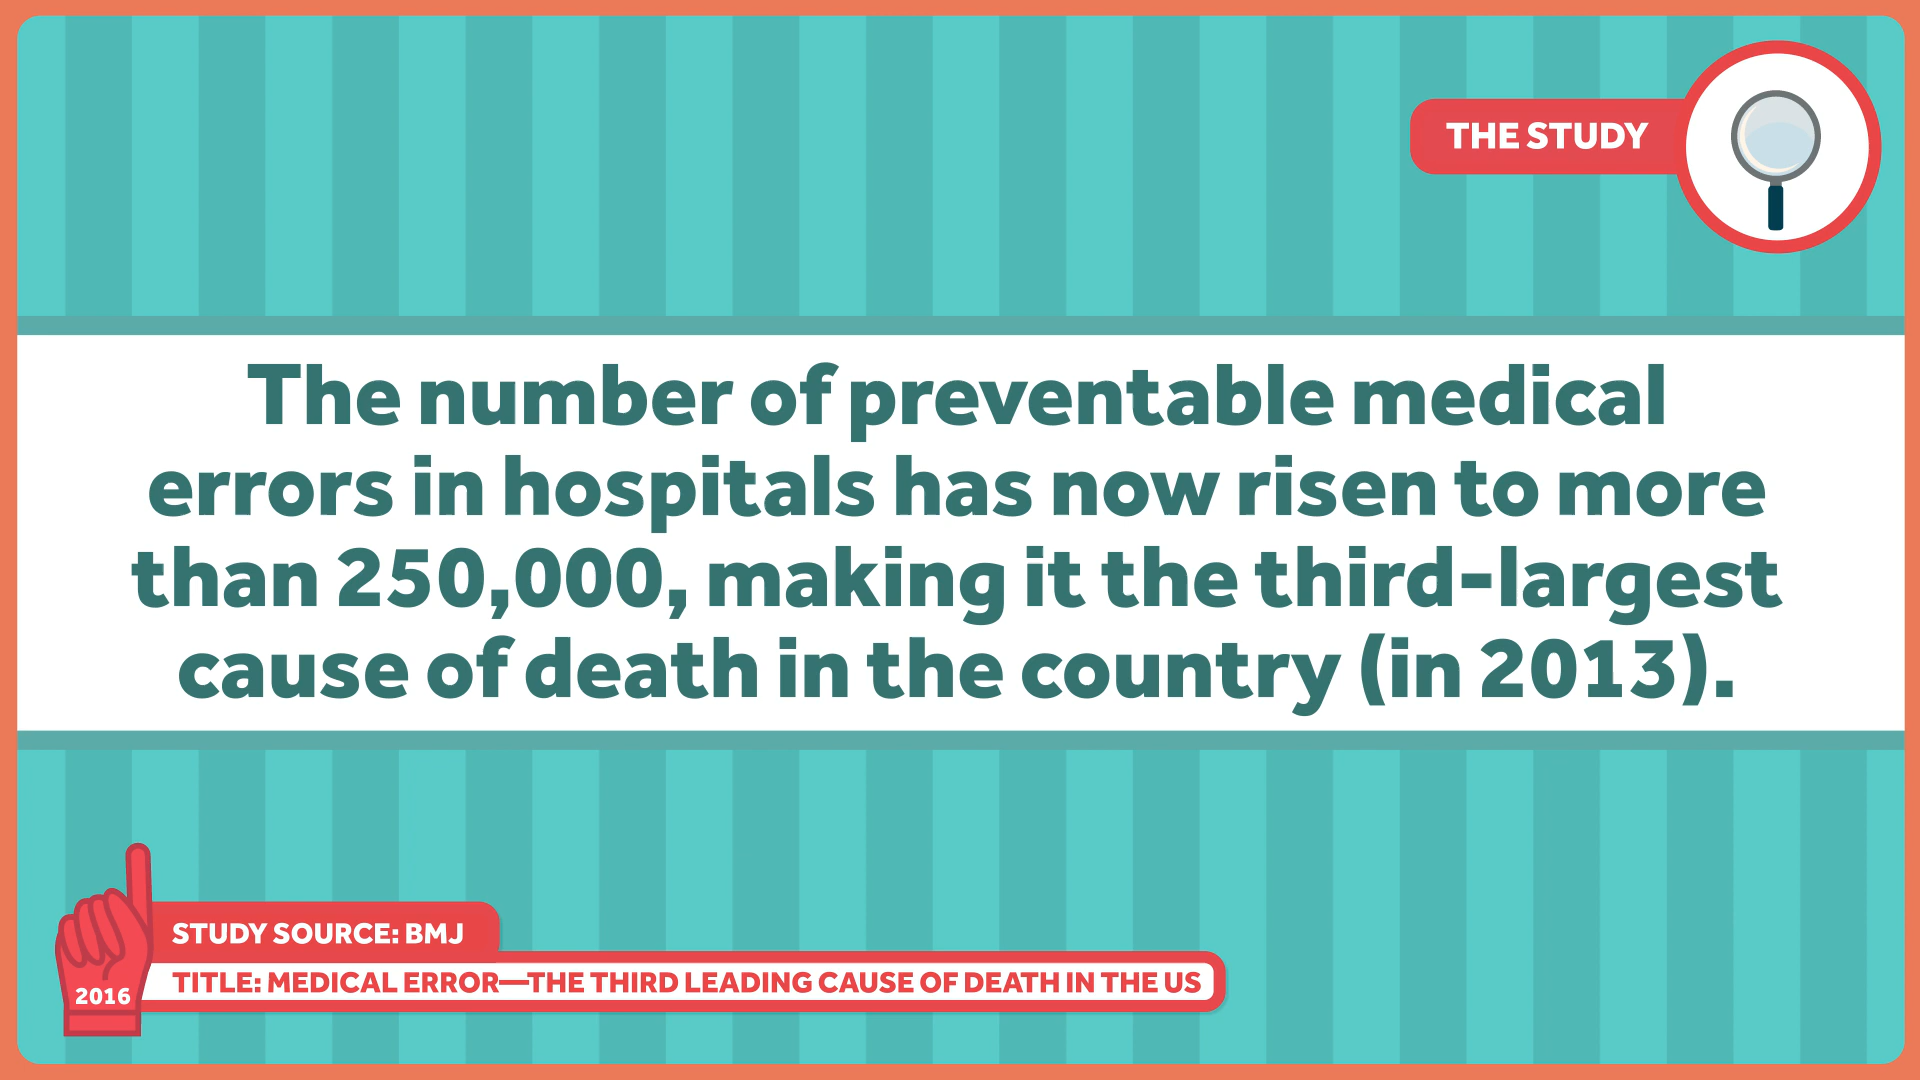 THE STUDY
The number of preventable medical
errors in hospitals has now risen to more
than 250,000, making it the third-largest
cause of death in the country (in 2013).
STUDY SOURCE: BMJ
TITLE: MEDICAL ERROR—THE THIRD LEADING CAUSE OF DEATH IN THE US
2016